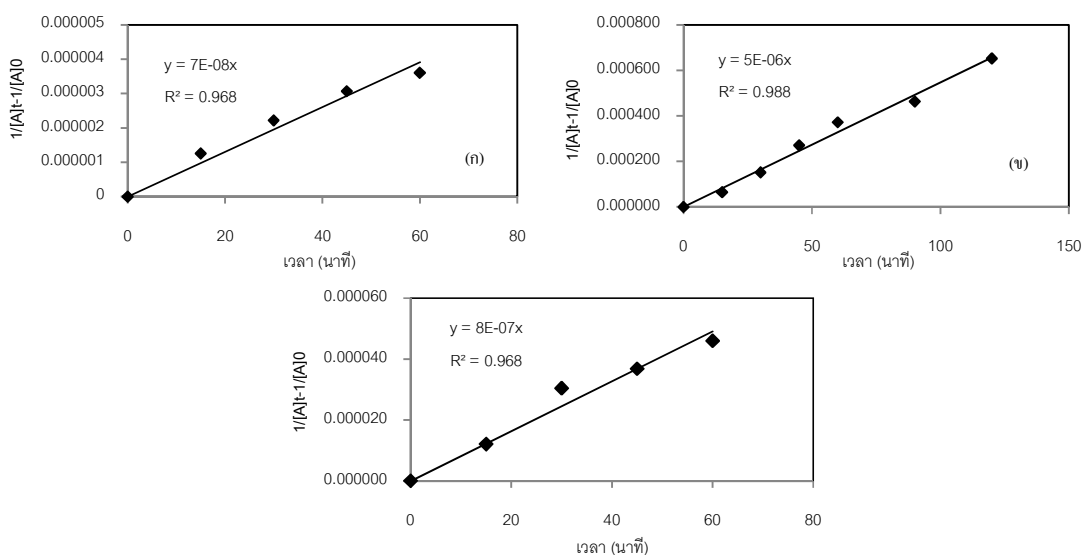 0.000005
0.000004
0.000003
0.000002
0.000001
0
1/[A]t-1/[A]0
y = 7E-08x
R² = 0.968
(ก)
0 20 40 60 80
เวลา (นาที)
0.000800
0.000600
0.000400
0.000200
0.000000
1/[A]t-1/[A]0
y = 5E-06x
R² = 0.988
(ข)
0 50 100 150
เวลา (นาที)
0.000060
0.000040
0.000020
0.000000
1/[A]t-1/[A]0
y = 8E-07x
R² = 0.968
0 20 40 60 80
เวลา (นาที)